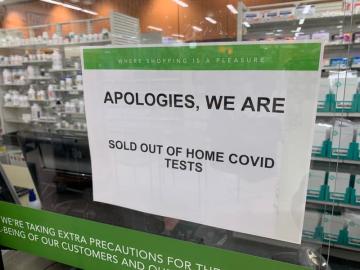 WHERE SHOPPING IS A PLEASURE
APOLOGIES, WE ARE
SOLD OUT OF HOME COVID
TESTS
WE'RE TAKING EXTRA PRECAUTIONS FOR THE
-BEING OF OUR CUSTOMERS AND OUR